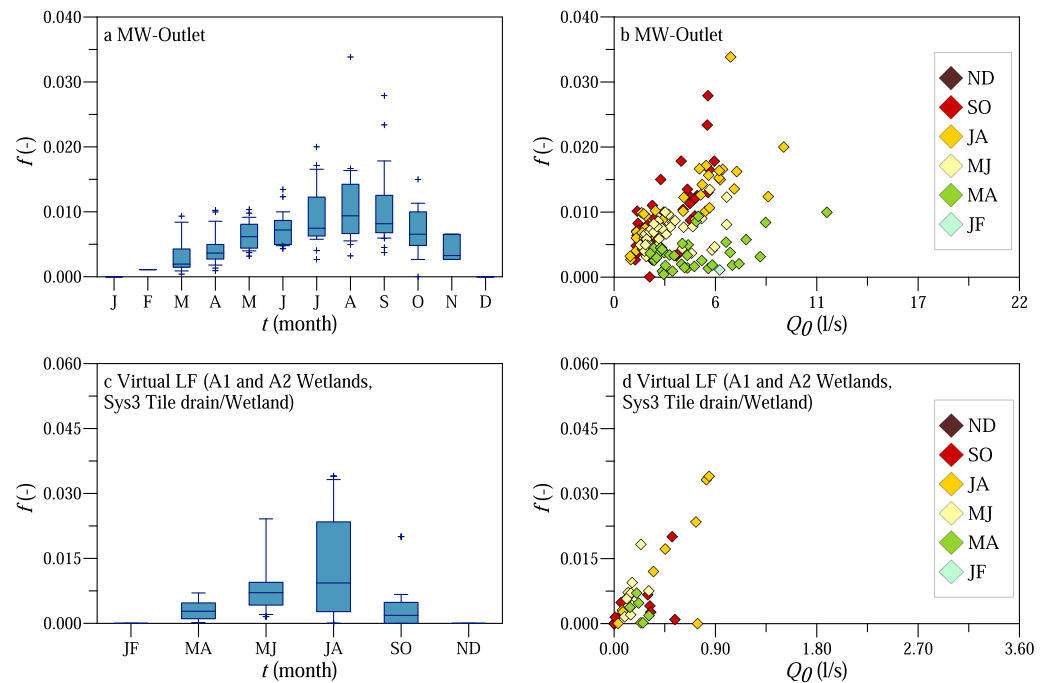 a MW-Outlet
0.040
0.030
0.020
0.010
0.000
f (-)
J F M A M J J A S O N D
t (month)
b MW-Outlet
0.040
0.030
0.020
0.010
0.000
f (-)
0 6 11 17 22
Q0 (l/s)
ND
SO
JA
MJ
MA
JF
c Virtual LF (A1 and A2 Wetlands,
Sys3 Tile drain/Wetland)
0.060
0.045
0.030
0.015
0.000
f (-)
JF MA MJ JA SO ND
t (month)
d Virtual LF (A1 and A2 Wetlands,
Sys3 Tile drain/Wetland)
0.060
0.045
0.030
0.015
0.000
f (-)
0.00 0.90 1.80 2.70 3.60
Q0 (l/s)
ND
SO
JA
MJ
MA
JF